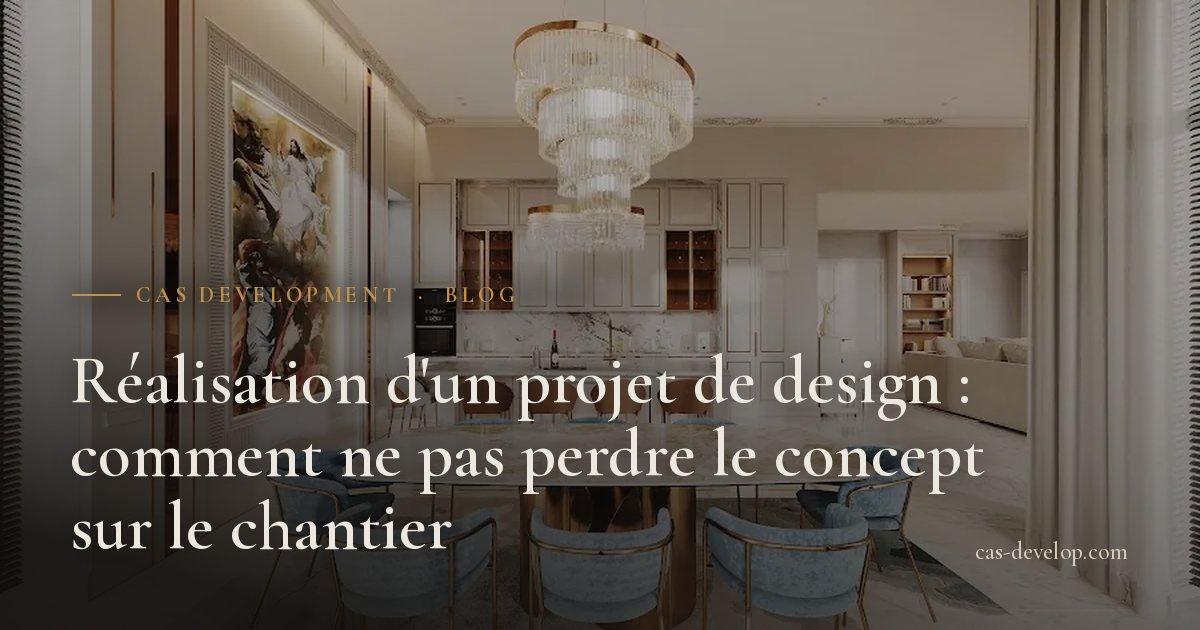 CAS DEVELOPMENT · BLOG
Réalisation d'un projet de design :
comment ne pas perdre le concept
sur le chantier
cas-develop.com